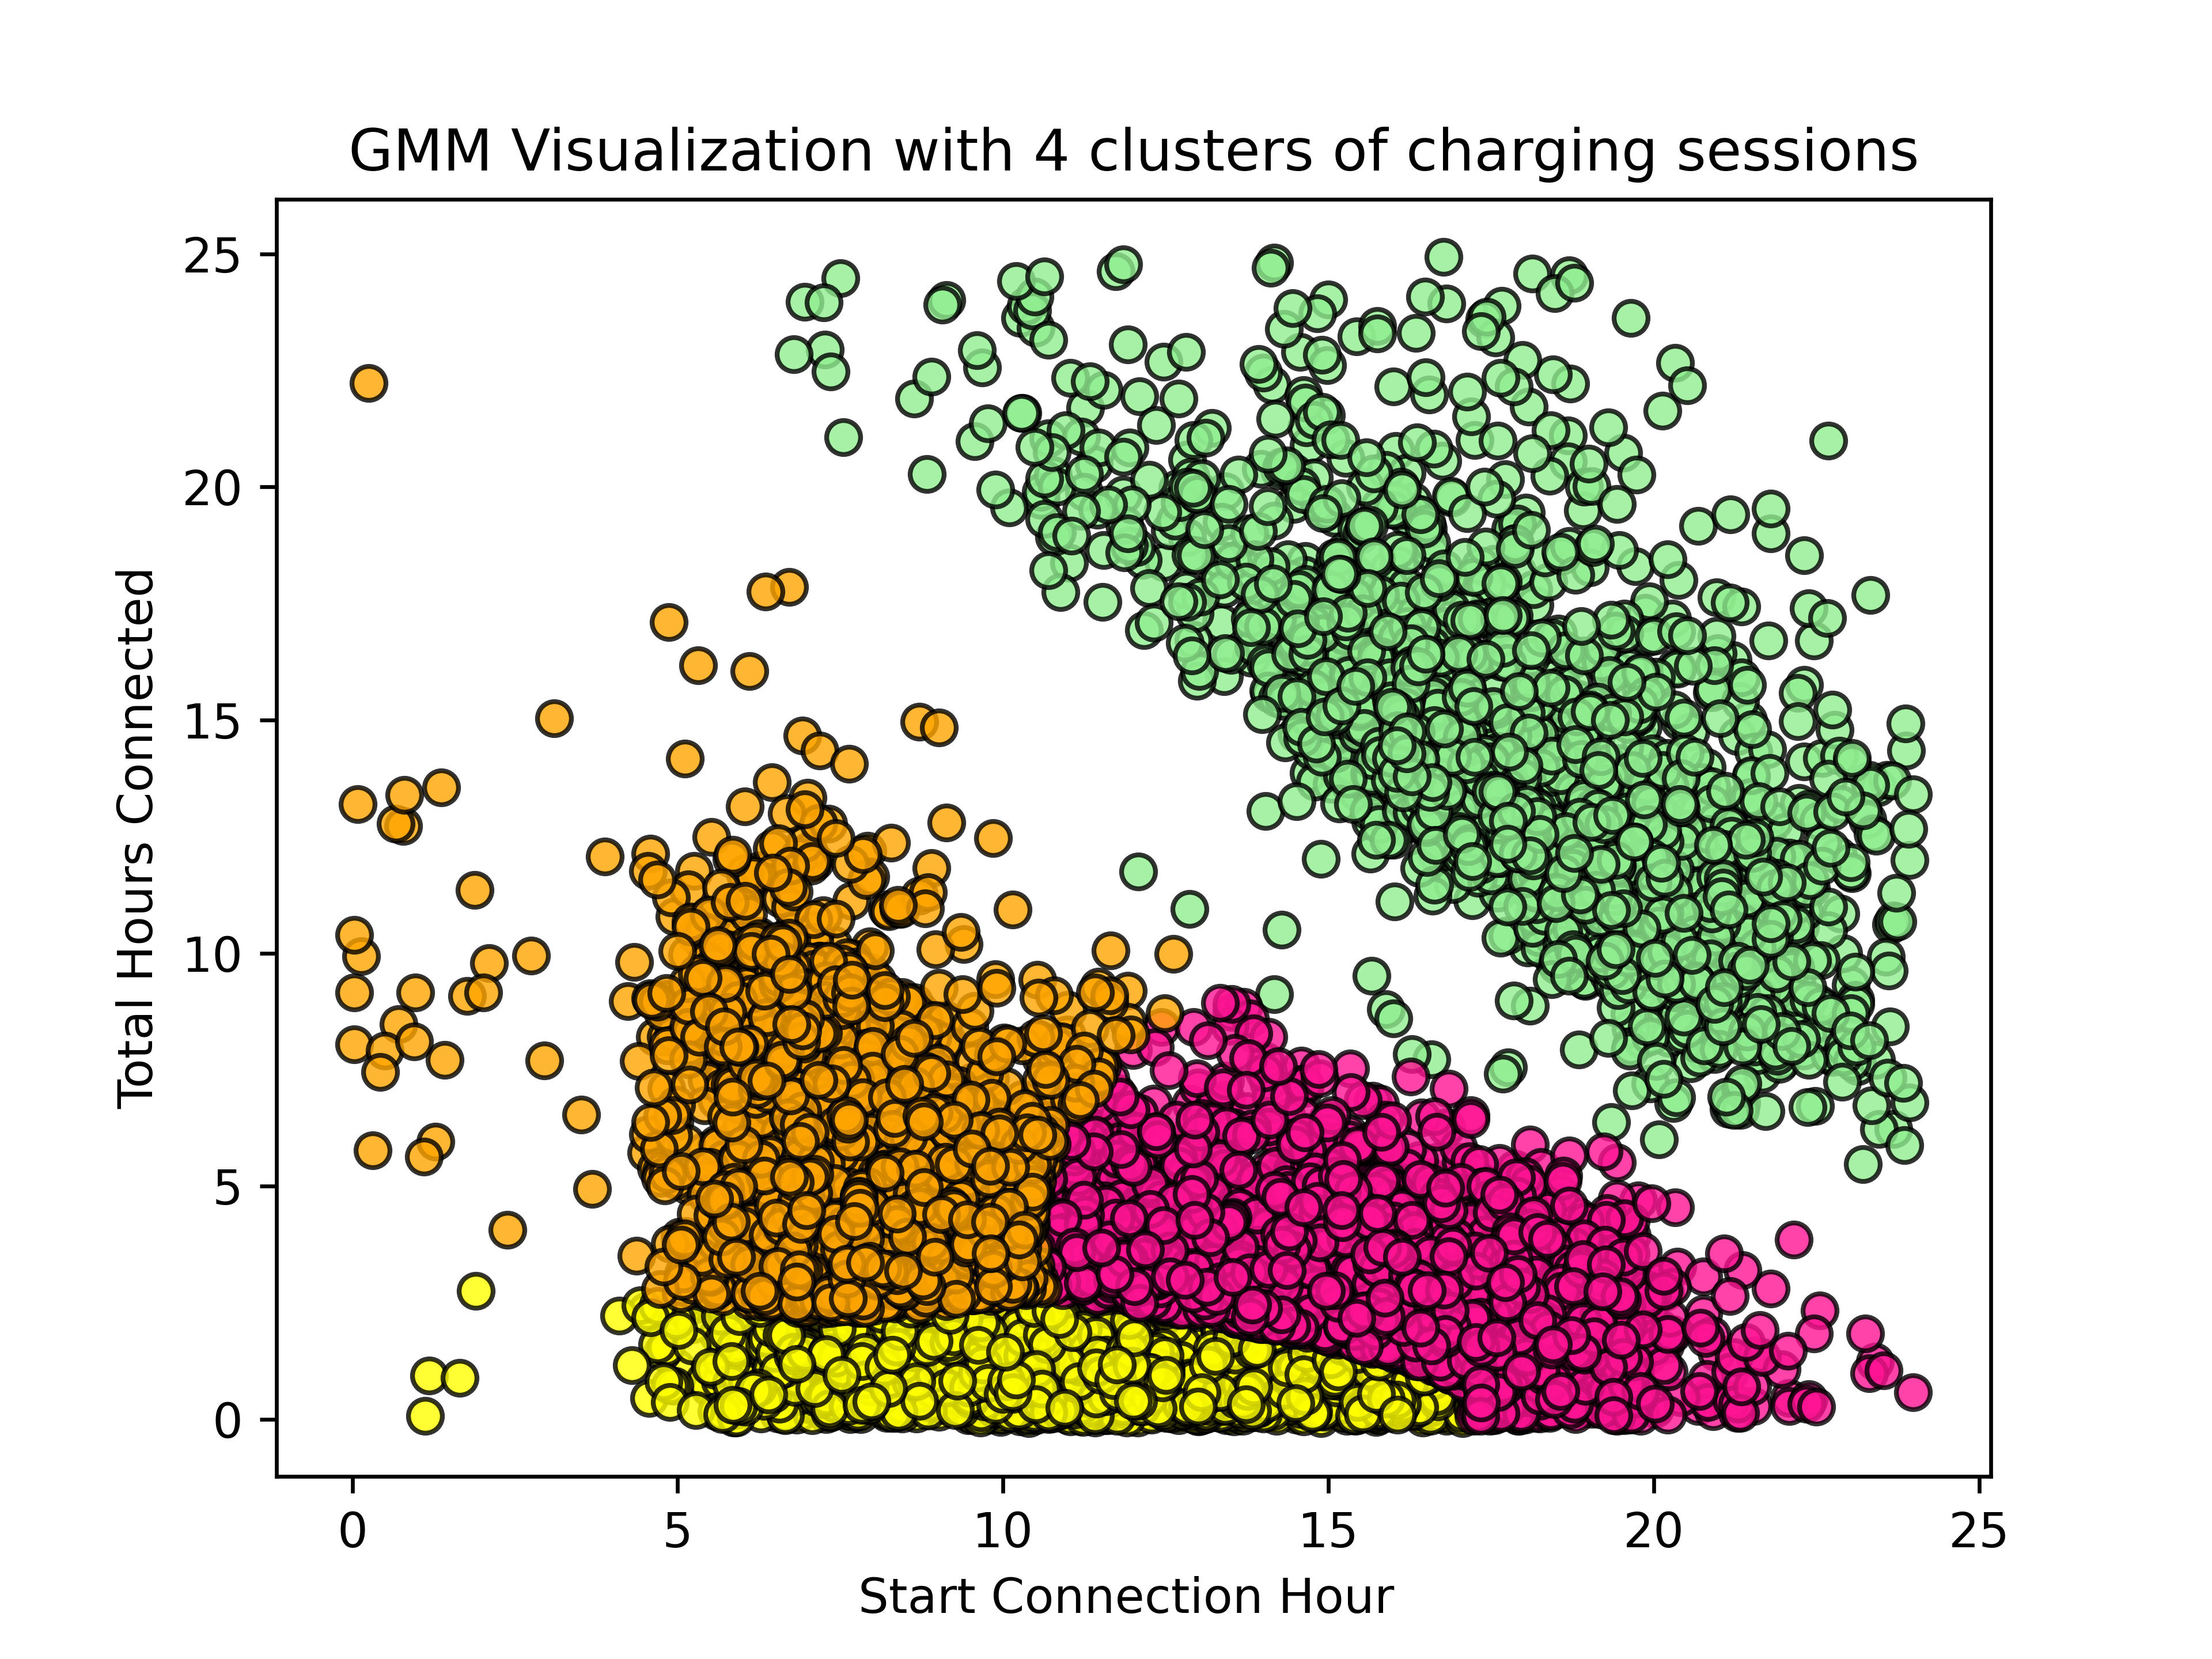 GMM Visualization with 4 clusters of charging sessions
25
20
15
10
5
0
Total Hours Connected
0 5 10 15 20 25
Start Connection Hour